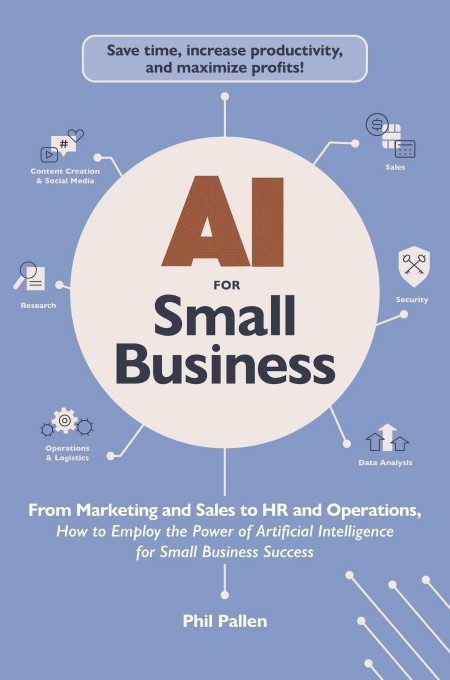 Save time, increase productivity,
and maximize profits!
#
Content Creation
& Social Media
$
Sales
AI
FOR
Small
Business
Research
Security
Operations
& Logistics
Data Analysis
From Marketing and Sales to HR and Operations,
How to Employ the Power of Artificial Intelligence
for Small Business Success
Phil Pallen